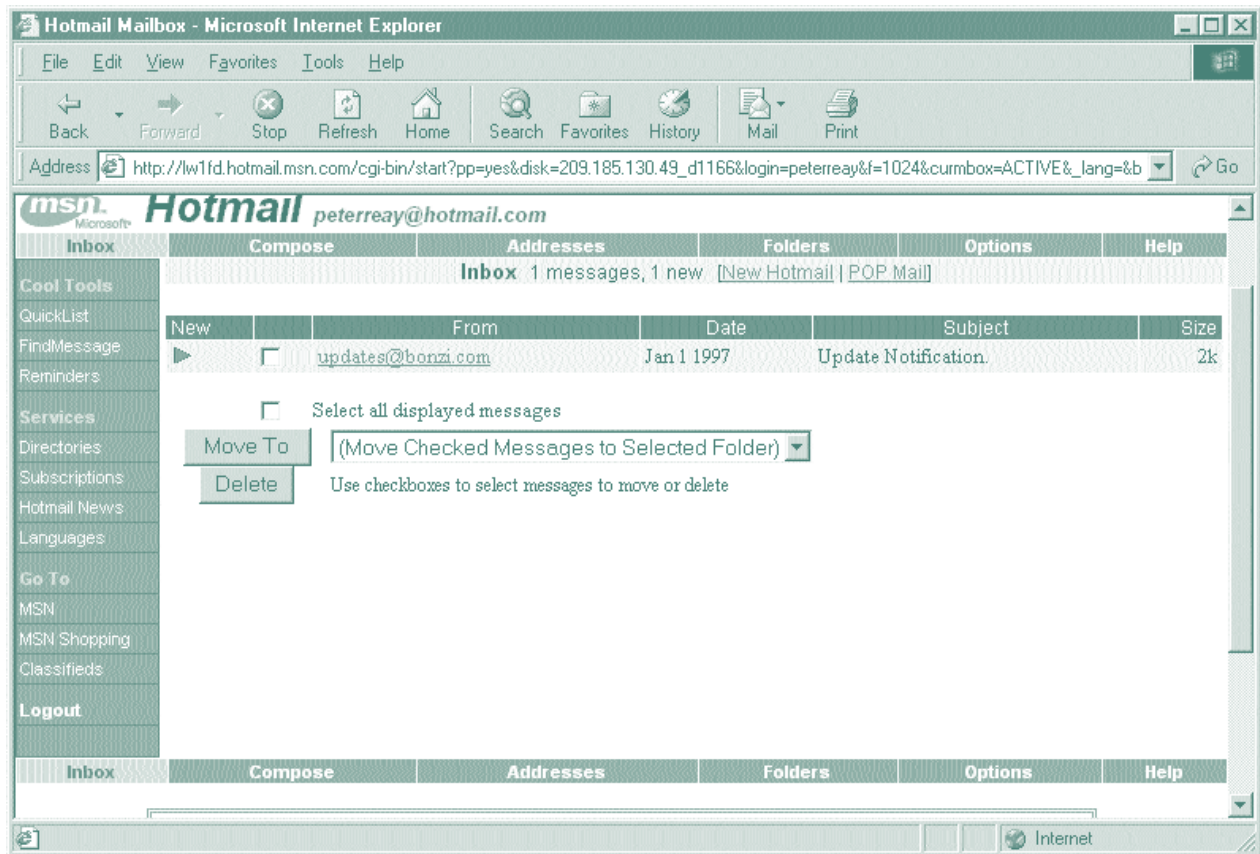 Hotmail Mailbox - Microsoft Internet Explorer
File Edit View Favorites Tools Help
Back Forward Stop Refresh Home Search Favorites History Mail Print
Address http://lw1fd.hotmail.msn.com/cgi-bin/start?pp=yes&disk=209.185.130.49_d1166&login=peterreay&f=1024&curmbox=ACTIVE&_lang=&b Go
msn. Microsoft Hotmail peterreay@hotmail.com
Inbox Compose Addresses Folders Options Help
Inbox 1 messages, 1 new [New Hotmail | POP Mail]
Cool Tools
QuickList
FindMessage
Reminders
Services
Directories
Subscriptions
Hotmail News
Languages
Go To
MSN
MSN Shopping
Classifieds
Logout
New From Date Subject Size
updates@bonzi.com Jan 1 1997 Update Notification. 2k
Select all displayed messages
Move To (Move Checked Messages to Selected Folder)
Delete Use checkboxes to select messages to move or delete
Inbox Compose Addresses Folders Options Help
Internet